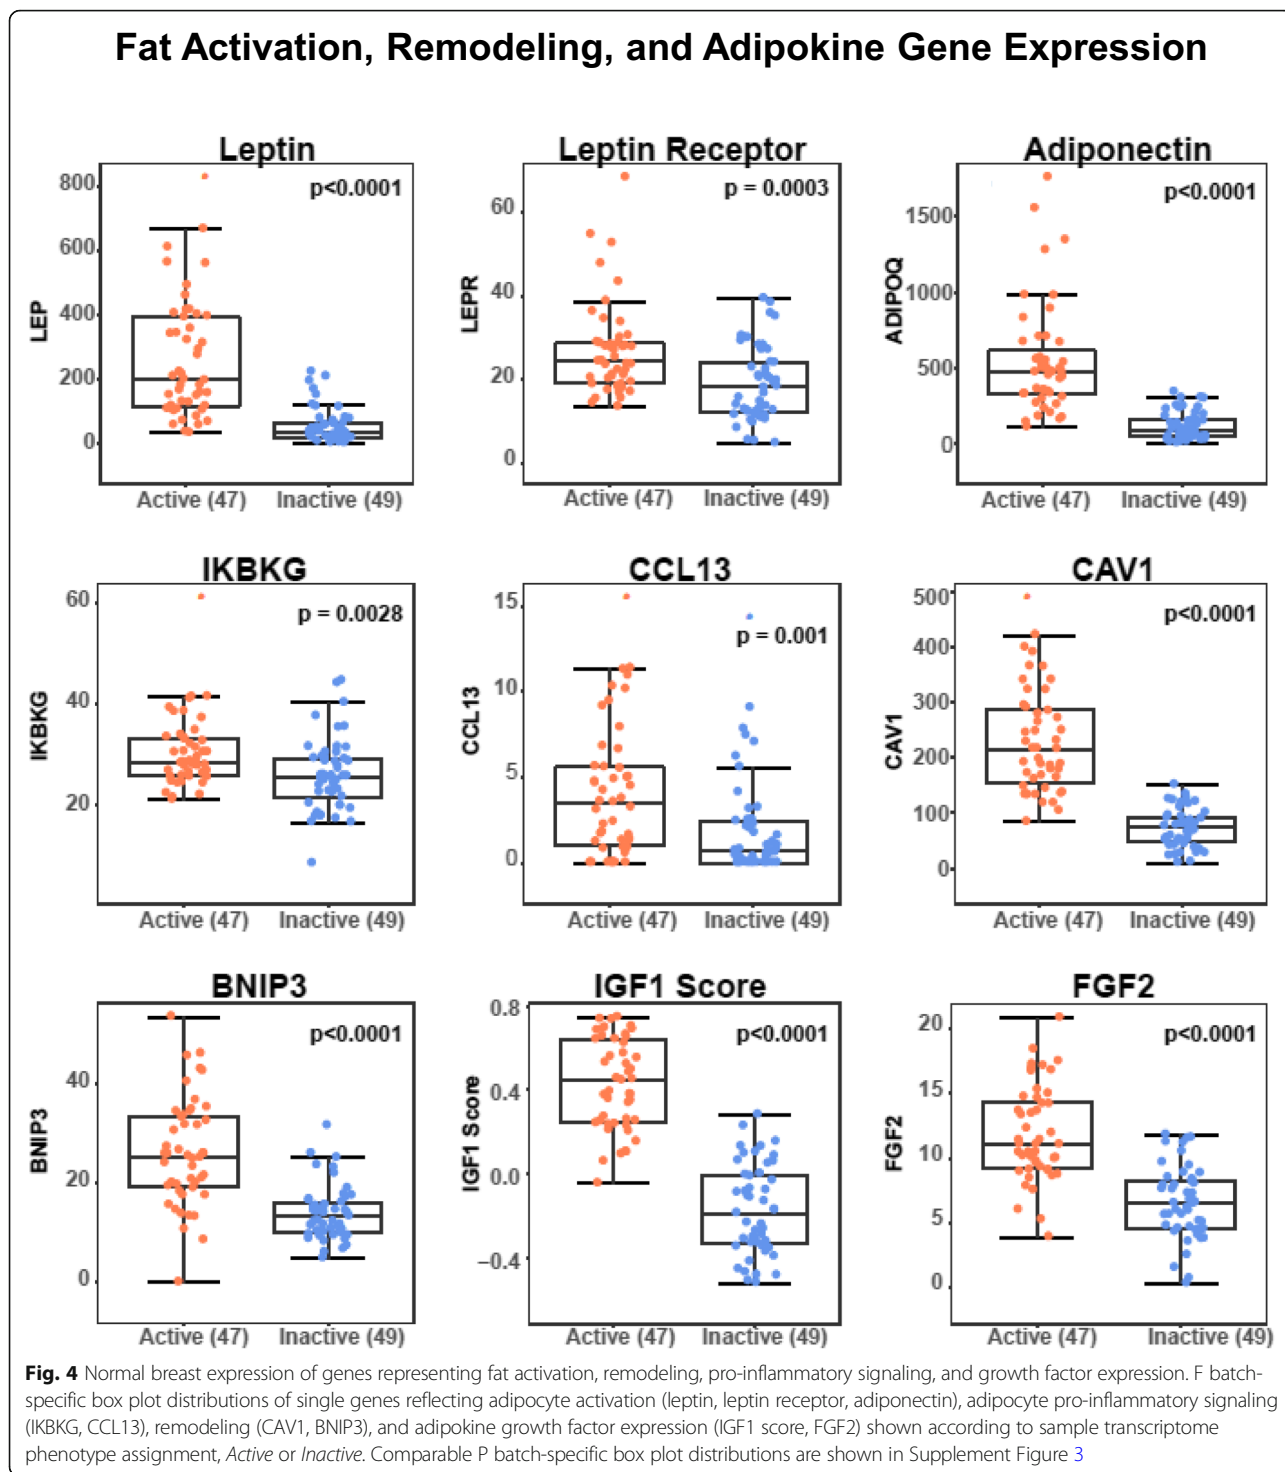 Fat Activation, Remodeling, and Adipokine Gene Expression
Leptin
p<0.0001
LEP
800
600
400
200
0
Active (47)
Inactive (49)
Leptin Receptor
p = 0.0003
LEPR
60
40
20
0
Active (47)
Inactive (49)
Adiponectin
p<0.0001
ADIPOQ
1500
1000
500
0
Active (47)
Inactive (49)
IKBKG
p = 0.0028
IKBKG
60
40
20
Active (47)
Inactive (49)
CCL13
p = 0.001
CCL13
15
10
5
0
Active (47)
Inactive (49)
CAV1
p<0.0001
CAV1
500
400
300
200
100
0
Active (47)
Inactive (49)
BNIP3
p<0.0001
BNIP3
40
20
0
Active (47)
Inactive (49)
IGF1 Score
p<0.0001
IGF1 Score
0.8
0.4
0.0
−0.4
Active (47)
Inactive (49)
FGF2
p<0.0001
FGF2
20
15
10
5
0
Active (47)
Inactive (49)
Fig. 4 Normal breast expression of genes representing fat activation, remodeling, pro-inflammatory signaling, and growth factor expression. F batch-
specific box plot distributions of single genes reflecting adipocyte activation (leptin, leptin receptor, adiponectin), adipocyte pro-inflammatory signaling
(IKBKG, CCL13), remodeling (CAV1, BNIP3), and adipokine growth factor expression (IGF1 score, FGF2) shown according to sample transcriptome
phenotype assignment, Active or Inactive. Comparable P batch-specific box plot distributions are shown in Supplement Figure 3